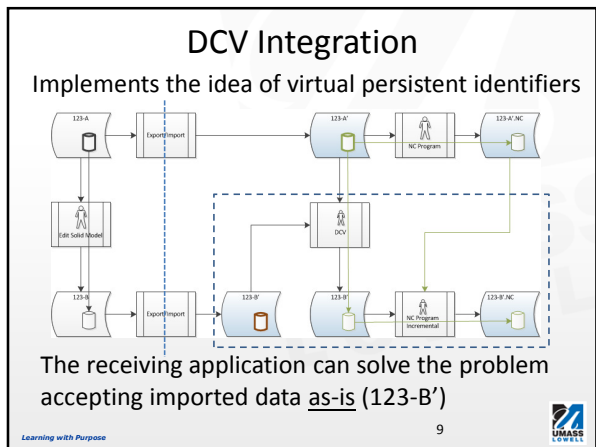 DCV Integration
Implements the idea of virtual persistent identifiers
123-A
Export/Import
123-A'
NC Program
123-A'.NC
Edit Solid Model
DCV
123-B
Export/Import
123-B'
123-B'
NC Program
Incremental
123-B'.NC
The receiving application can solve the problem
accepting imported data as-is (123-B')
Learning with Purpose
9
UMASS
LOWELL